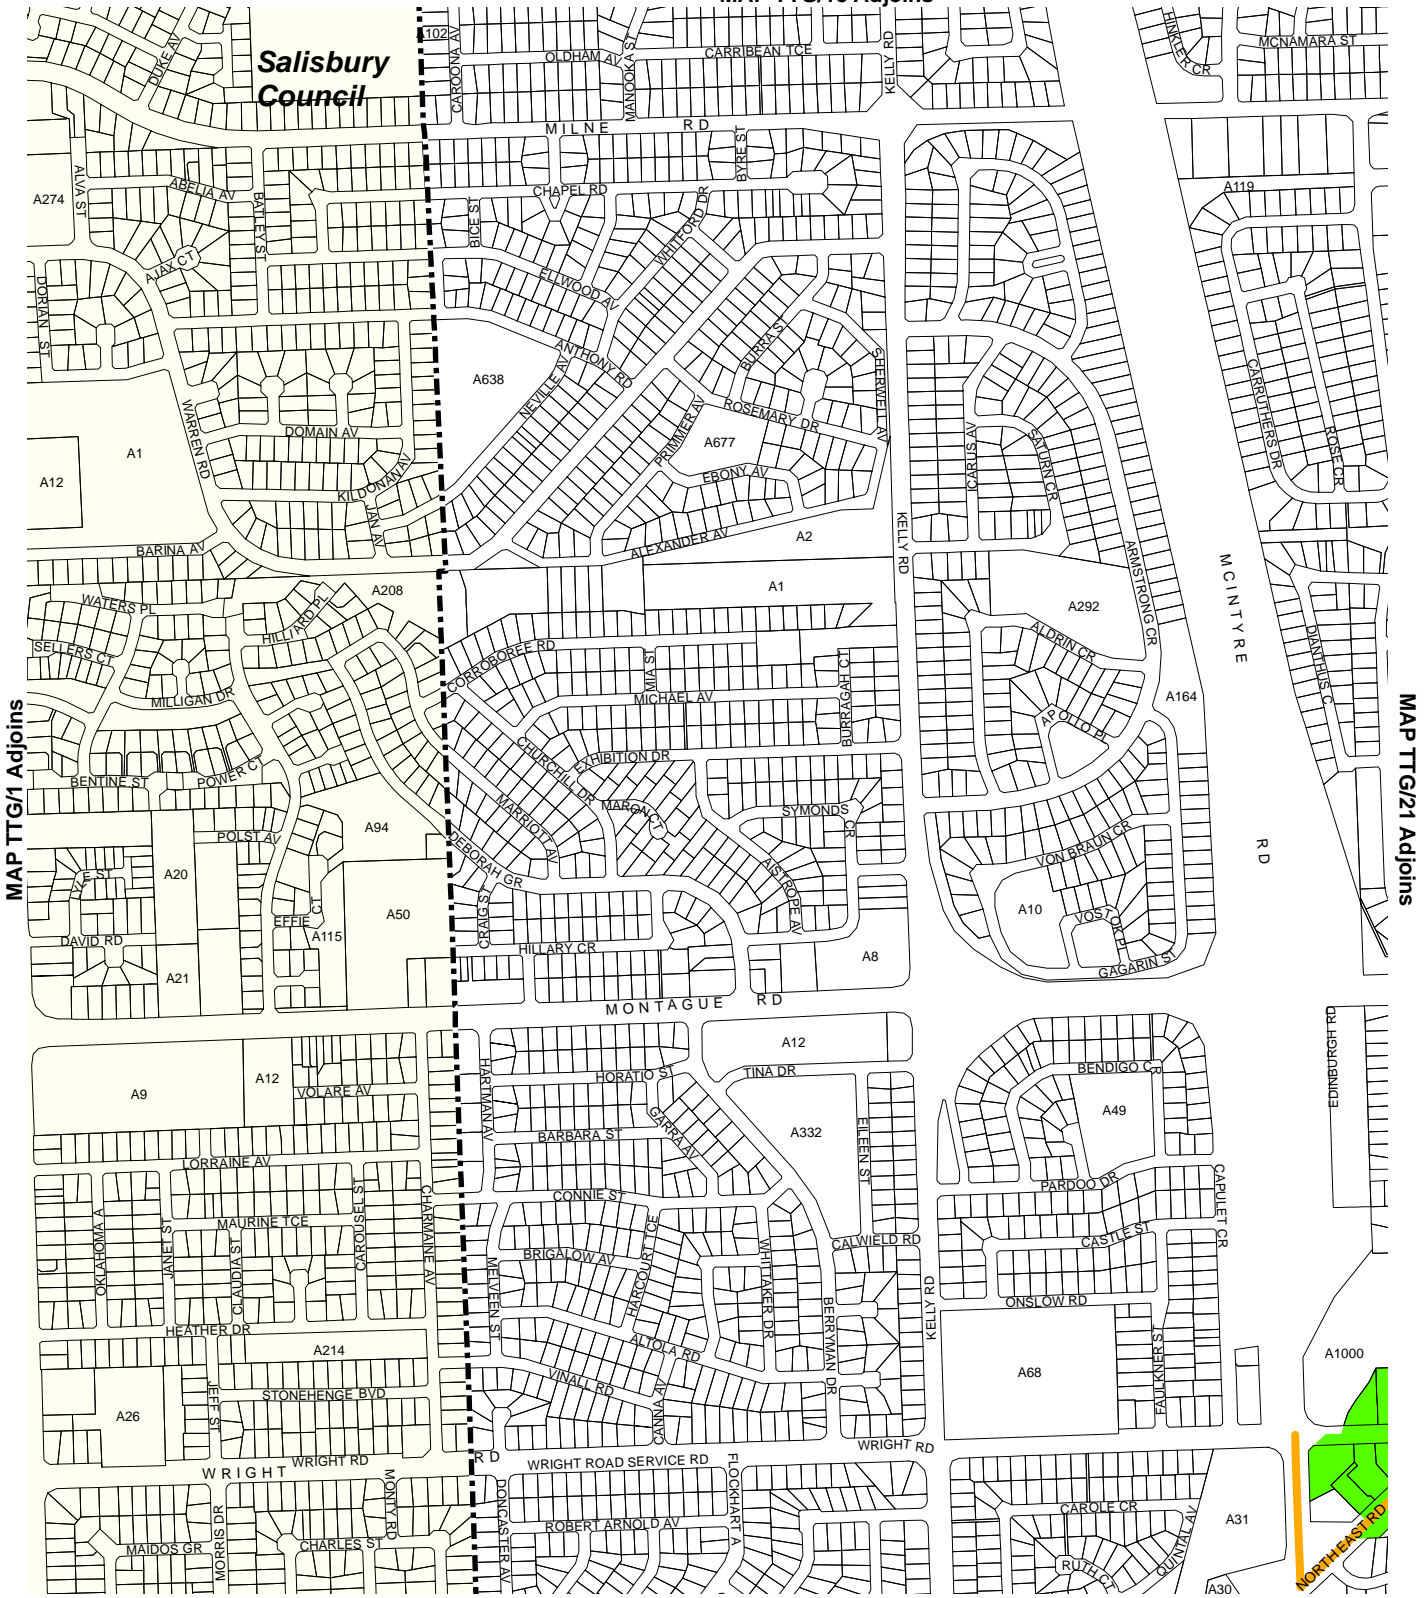 Salisbury
Council
MAP TTG/1 Adjoins
MAP TTG/21 Adjoins
A102
DUKE AV
CAROONA AV
OLDHAM AV
MANOOKA ST
CARRIBEAN TCE
KELLY RD
HINKLER CR
MCNAMARA ST
MILNE RD
BYRE ST
ALVA ST
A274
ABELIA AV
BATLEY ST
AJAX CT
CHAPEL RD
BICE ST
WHITFORD DR
ELLWOOD AV
A119
DORIAN ST
ANTHONY RD
BURRA ST
SHERWELL AV
A638
NEVILLE AV
ROSEMARY DR
PRIMMER AV
A677
EBONY AV
CARRUTHERS DR
ROSE CR
ICARUS AV
SATURN CR
WARREN RD
DOMAIN AV
KILDONAN AV
JAN AV
A1
A12
BARINA AV
ALEXANDER AV
A2
KELLY RD
ARMSTRONG CR
MCINTYRE
RD
A208
A1
A292
WATERS PL
HILLIARD PL
SELLERS CT
MILLIGAN DR
CORROBOREE RD
MIA ST
MICHAEL AV
BURRAGAH CT
ALDRIN CR
DIANTHUS C
A164
APOLLO PL
BENTINE ST
POWER CT
CHURCHILL DR
EXHIBITION DR
MARRIOTT AV
MARON CT
SYMONDS
CR
POLST AV
A94
DEBORAH GR
AISTROPE AV
VON BRAUN CR
LYLE ST
A20
EFFIE
CT
A50
A115
CRAIG ST
HILLARY CR
A10
VOSTOK PL
DAVID RD
A21
A8
GAGARIN ST
MONTAGUE RD
A12
EDINBURGH RD
A9
A12
VOLARE AV
HARTMAN AV
HORATIO ST
TINA DR
BENDIGO CR
A49
A332
EILEEN ST
BARBARA ST
GARRA AV
LORRAINE AV
PARDOO DR
CAPULET CR
CONNIE ST
OKLAHOMA A
JANET ST
MAURINE TCE
CLAUDIA ST
CAROUSEL ST
CHARMAINE AV
BRIGALOW AV
HARCOURT TCE
WHITTAKER DR
CALWIELD RD
CASTLE ST
MELVEEN ST
BERRYMAN DR
KELLY RD
ONSLOW RD
HEATHER DR
A214
ALTOLA RD
A68
FAULKNER ST
A1000
STONEHENGE BVD
JEFF ST
VINALL RD
CANNA AV
A26
WRIGHT RD
WRIGHT RD
WRIGHT RD
WRIGHT ROAD SERVICE RD
FLOCKHART A
MONTY RD
DONCASTER AV
ROBERT ARNOLD AV
CAROLE CR
QUINTAL AV
A31
NORTH EAST RD
MORRIS DR
MAIDOS GR
CHARLES ST
RUTH CT
A30